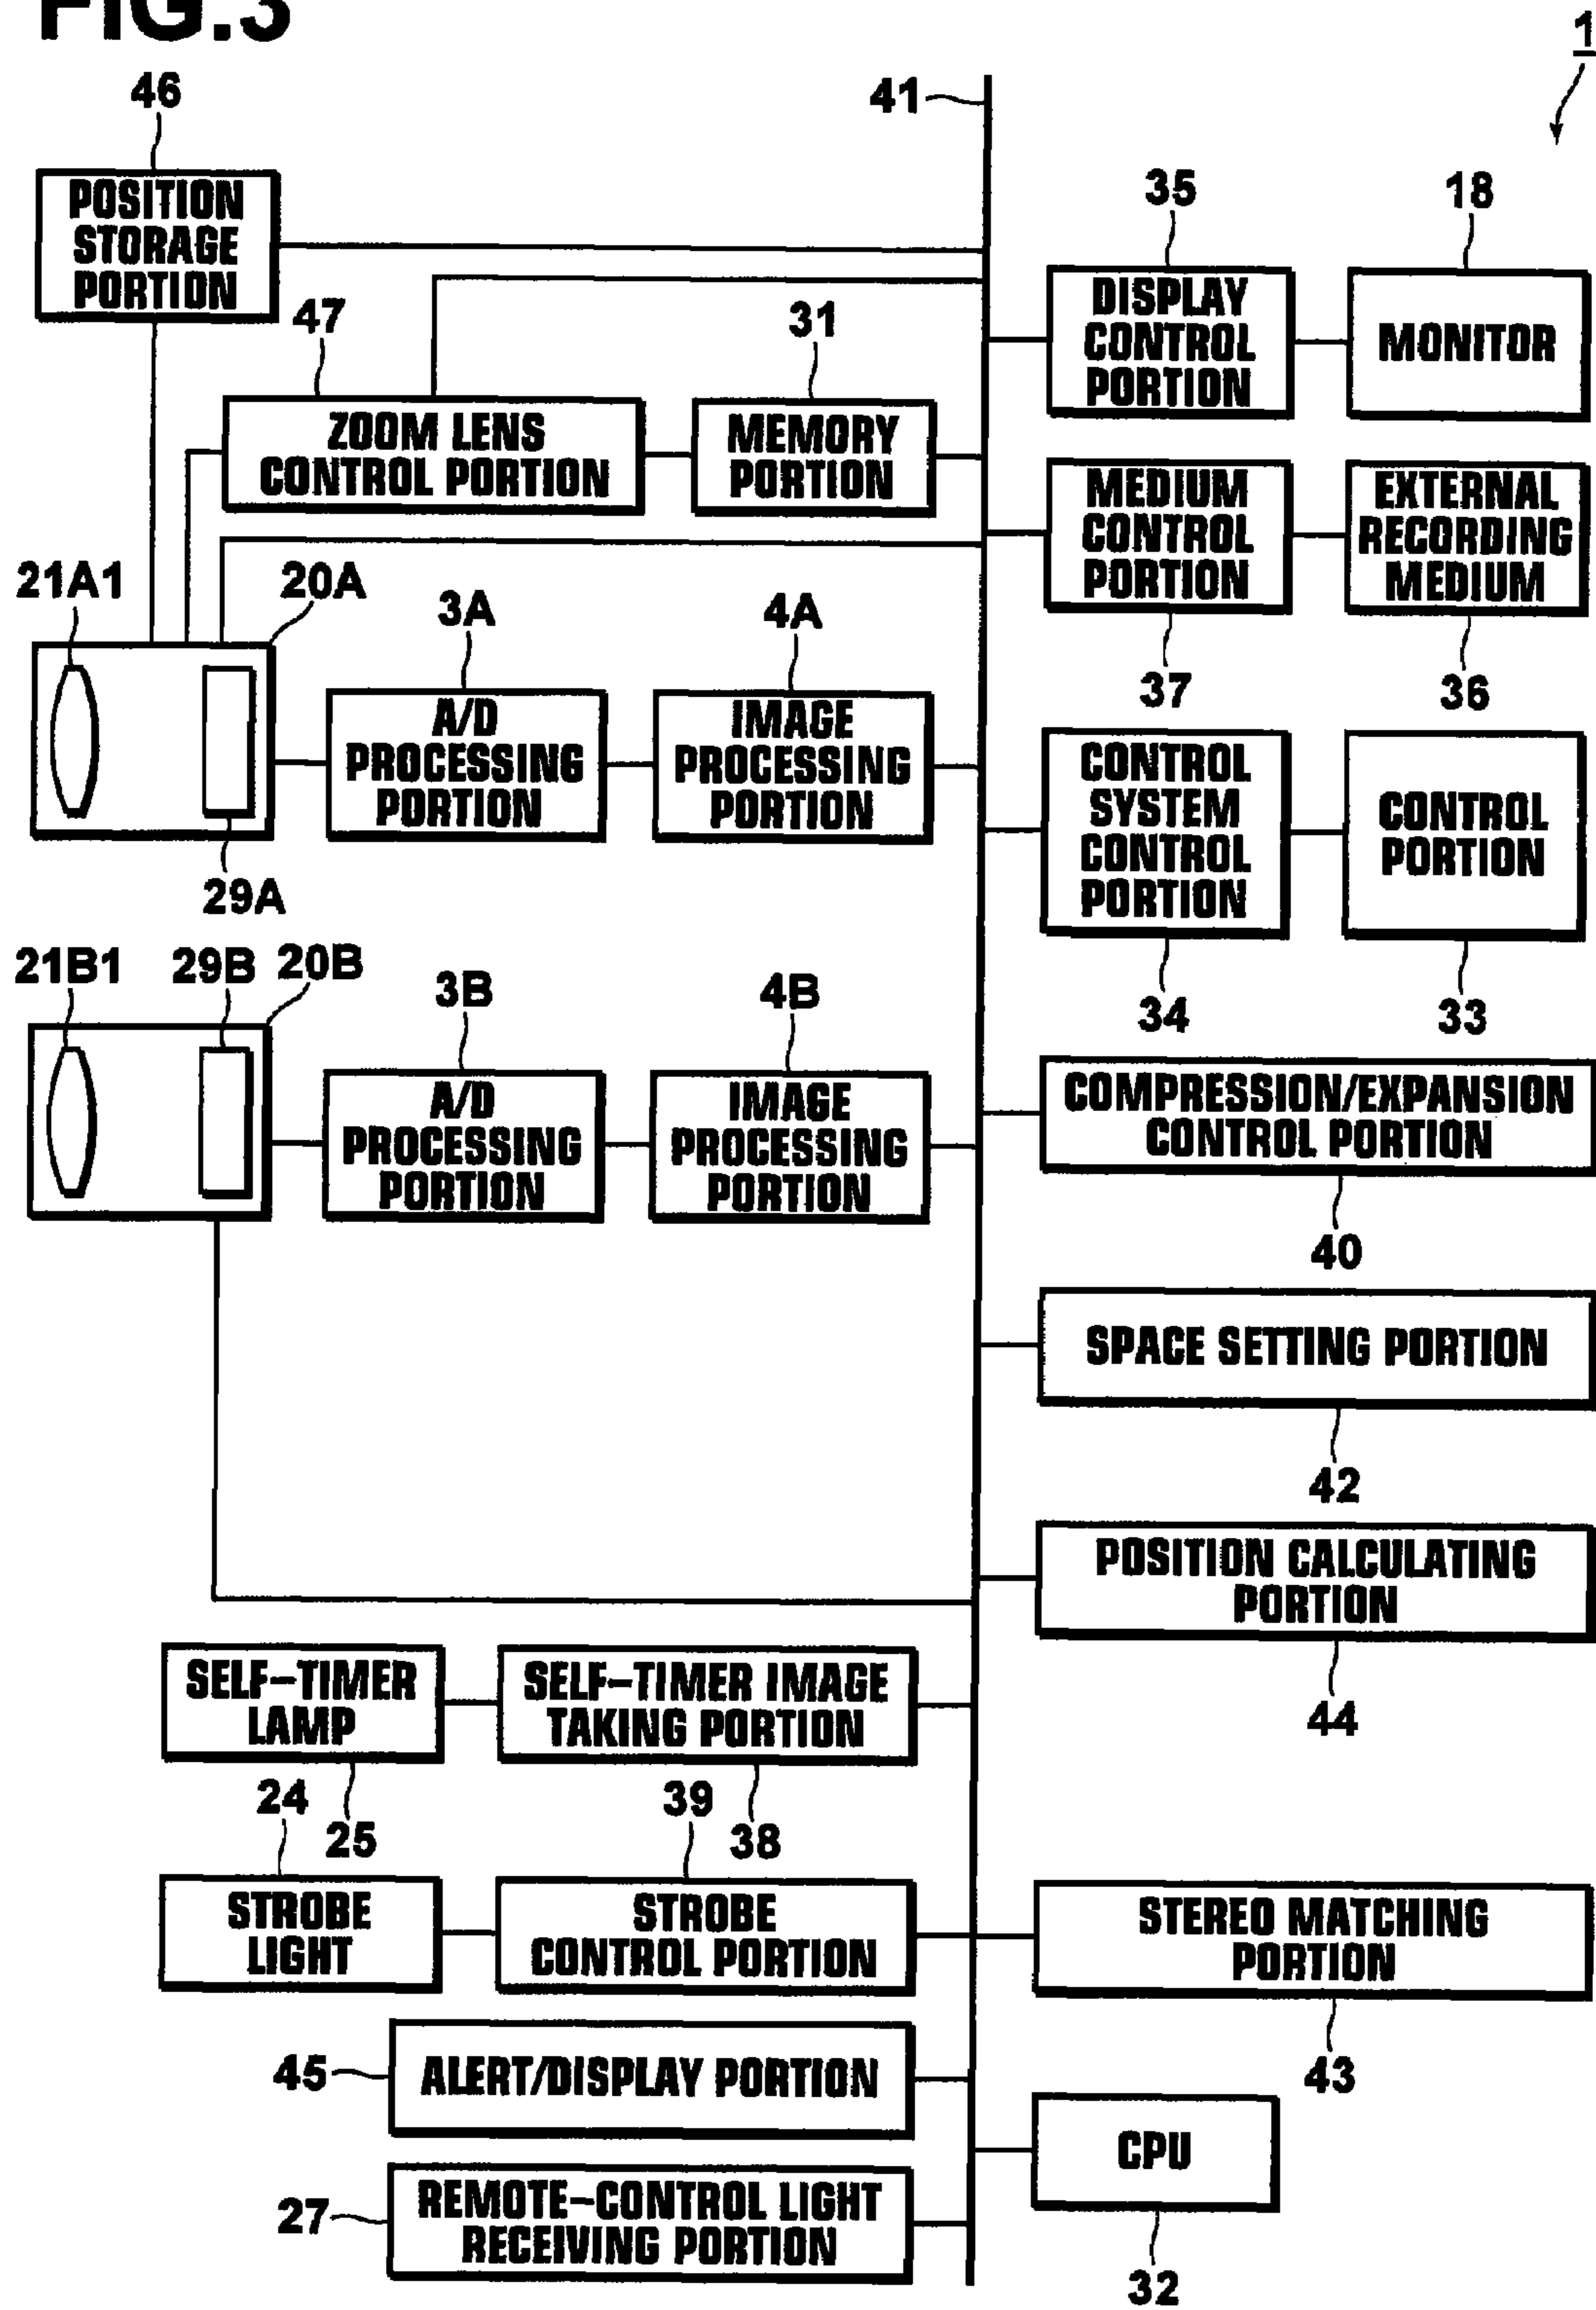 FIG.3
1
46
41
POSITION
STORAGE
PORTION
35
18
DISPLAY
CONTROL
PORTION
MONITOR
47
31
ZOOM LENS
CONTROL PORTION
MEMORY
PORTION
MEDIUM
CONTROL
PORTION
EXTERNAL
RECORDING
MEDIUM
37
36
21A1
20A
3A
4A
A/D
PROCESSING
PORTION
IMAGE
PROCESSING
PORTION
29A
CONTROL
SYSTEM
CONTROL
PORTION
CONTROL
PORTION
34
33
21B1
29B
20B
3B
4B
A/D
PROCESSING
PORTION
IMAGE
PROCESSING
PORTION
COMPRESSION/EXPANSION
CONTROL PORTION
40
SPACE SETTING PORTION
42
POSITION CALCULATING
PORTION
44
SELF-TIMER
LAMP
SELF-TIMER IMAGE
TAKING PORTION
25
38
24
39
STROBE
LIGHT
STROBE
CONTROL PORTION
STEREO MATCHING
PORTION
43
45
ALERT/DISPLAY PORTION
CPU
32
27
REMOTE-CONTROL LIGHT
RECEIVING PORTION